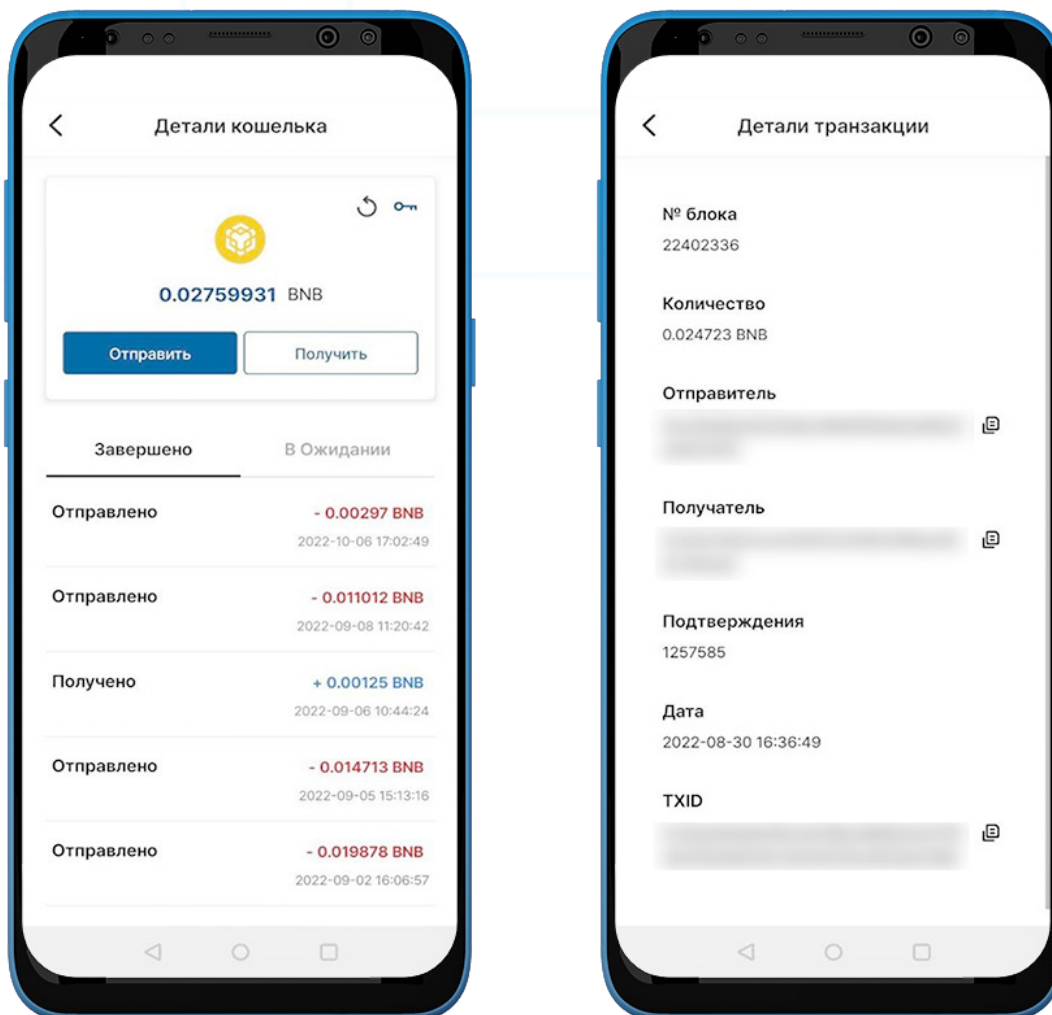 Детали кошелька
0.02759931 BNB
Отправить
Получить
Завершено
В Ожидании
Отправлено
- 0.00297 BNB
2022-10-06 17:02:49
Отправлено
- 0.011012 BNB
2022-09-08 11:20:42
Получено
+ 0.00125 BNB
2022-09-06 10:44:24
Отправлено
- 0.014713 BNB
2022-09-05 15:13:16
Отправлено
- 0.019878 BNB
2022-09-02 16:06:57
Детали транзакции
№ блока
22402336
Количество
0.024723 BNB
Отправитель
Получатель
Подтверждения
1257585
Дата
2022-08-30 16:36:49
TXID